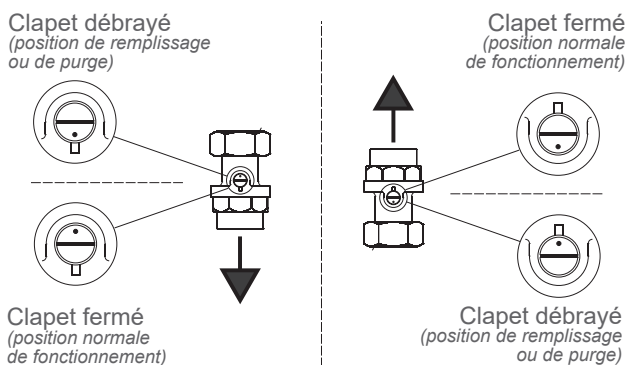 Clapet débrayé
(position de remplissage
ou de purge)
Clapet fermé
(position normale
de fonctionnement)
Clapet fermé
(position normale
de fonctionnement)
Clapet débrayé
(position de remplissage
ou de purge)